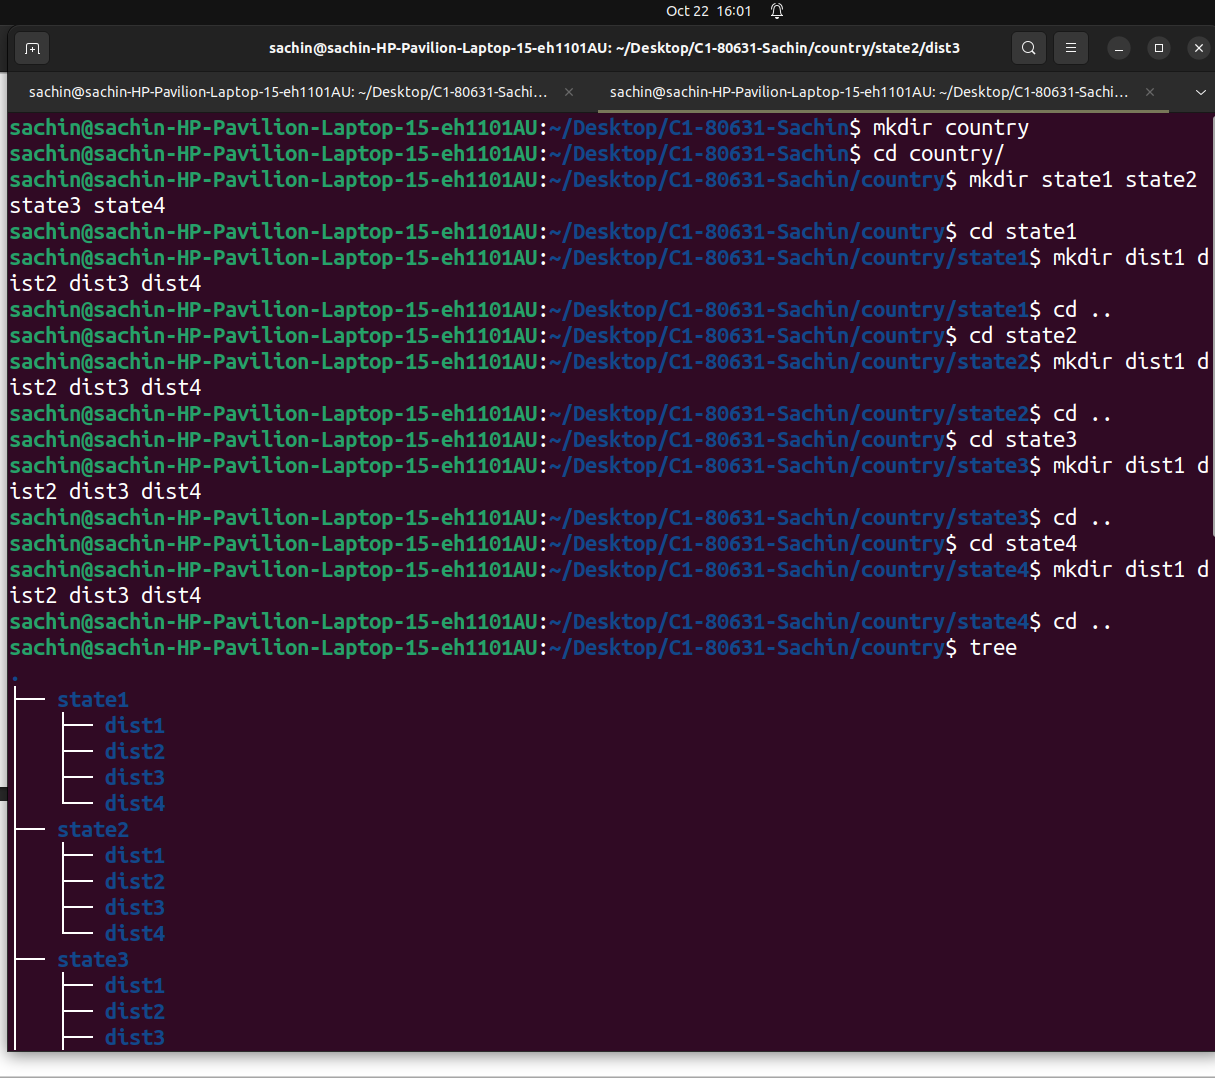 Oct 22 16:01
sachin@sachin-HP-Pavilion-Laptop-15-eh1101AU: ~/Desktop/C1-80631-Sachin/country/state2/dist3
sachin@sachin-HP-Pavilion-Laptop-15-eh1101AU: ~/Desktop/C1-80631-Sachi... × sachin@sachin-HP-Pavilion-Laptop-15-eh1101AU: ~/Desktop/C1-80631-Sachi... ×
sachin@sachin-HP-Pavilion-Laptop-15-eh1101AU:~/Desktop/C1-80631-Sachin$ mkdir country
sachin@sachin-HP-Pavilion-Laptop-15-eh1101AU:~/Desktop/C1-80631-Sachin$ cd country/
sachin@sachin-HP-Pavilion-Laptop-15-eh1101AU:~/Desktop/C1-80631-Sachin/country$ mkdir state1 state2
state3 state4
sachin@sachin-HP-Pavilion-Laptop-15-eh1101AU:~/Desktop/C1-80631-Sachin/country$ cd state1
sachin@sachin-HP-Pavilion-Laptop-15-eh1101AU:~/Desktop/C1-80631-Sachin/country/state1$ mkdir dist1 d
ist2 dist3 dist4
sachin@sachin-HP-Pavilion-Laptop-15-eh1101AU:~/Desktop/C1-80631-Sachin/country/state1$ cd ..
sachin@sachin-HP-Pavilion-Laptop-15-eh1101AU:~/Desktop/C1-80631-Sachin/country$ cd state2
sachin@sachin-HP-Pavilion-Laptop-15-eh1101AU:~/Desktop/C1-80631-Sachin/country/state2$ mkdir dist1 d
ist2 dist3 dist4
sachin@sachin-HP-Pavilion-Laptop-15-eh1101AU:~/Desktop/C1-80631-Sachin/country/state2$ cd ..
sachin@sachin-HP-Pavilion-Laptop-15-eh1101AU:~/Desktop/C1-80631-Sachin/country$ cd state3
sachin@sachin-HP-Pavilion-Laptop-15-eh1101AU:~/Desktop/C1-80631-Sachin/country/state3$ mkdir dist1 d
ist2 dist3 dist4
sachin@sachin-HP-Pavilion-Laptop-15-eh1101AU:~/Desktop/C1-80631-Sachin/country/state3$ cd ..
sachin@sachin-HP-Pavilion-Laptop-15-eh1101AU:~/Desktop/C1-80631-Sachin/country$ cd state4
sachin@sachin-HP-Pavilion-Laptop-15-eh1101AU:~/Desktop/C1-80631-Sachin/country/state4$ mkdir dist1 d
ist2 dist3 dist4
sachin@sachin-HP-Pavilion-Laptop-15-eh1101AU:~/Desktop/C1-80631-Sachin/country/state4$ cd ..
sachin@sachin-HP-Pavilion-Laptop-15-eh1101AU:~/Desktop/C1-80631-Sachin/country$ tree
.
├── state1
│   ├── dist1
│   ├── dist2
│   ├── dist3
│   └── dist4
├── state2
│   ├── dist1
│   ├── dist2
│   ├── dist3
│   └── dist4
├── state3
│   ├── dist1
│   ├── dist2
│   ├── dist3